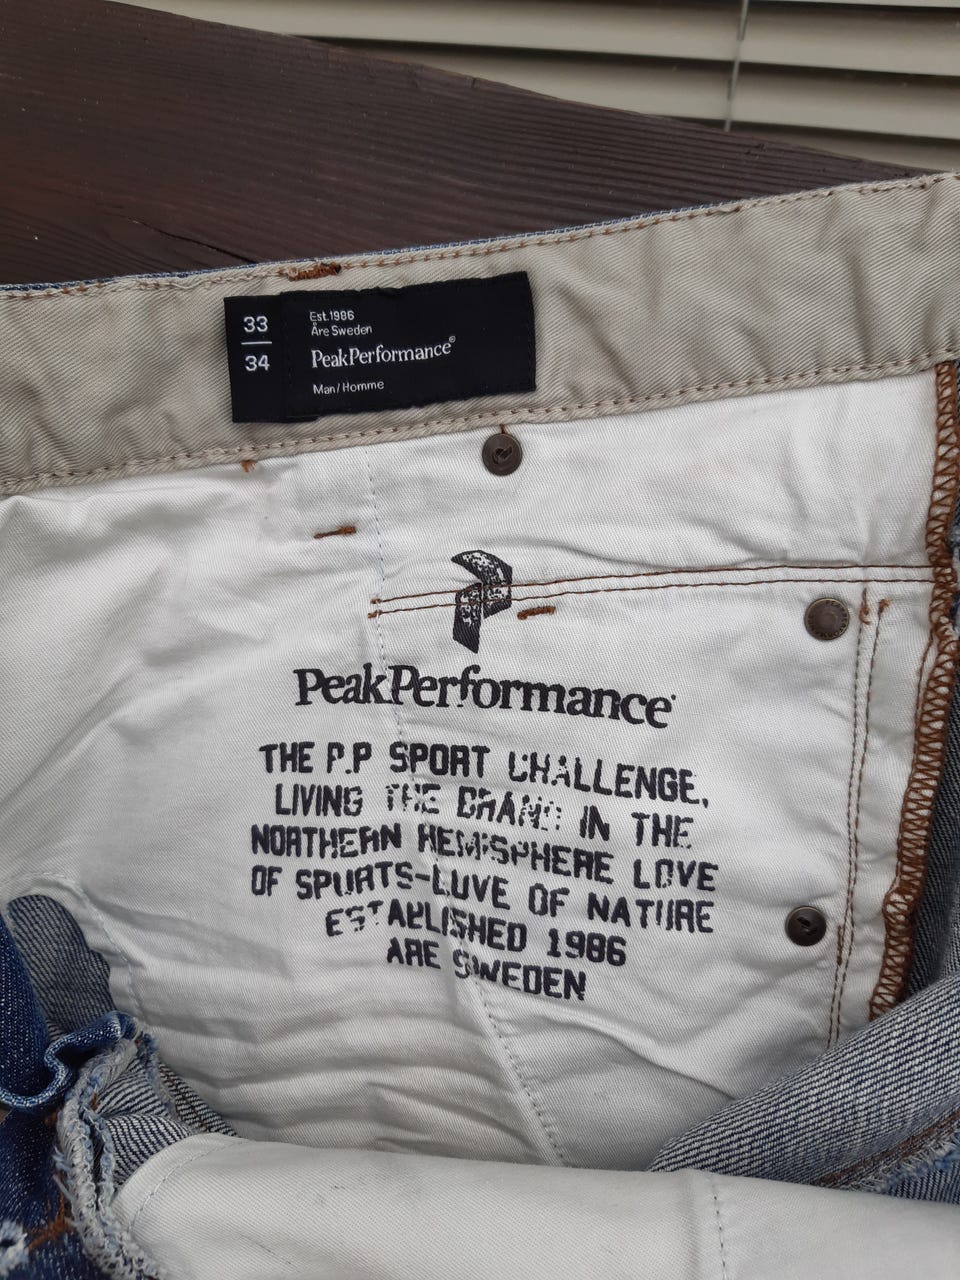 33
34
Est.1986
Åre Sweden
PeakPerformance®
Man/Homme
PeakPerformance
THE P.P SPORT CHALLENGE,
LIVING THE DRAMA IN THE
NORTHERN HEMISPHERE LOVE
OF SPORTS-LOVE OF NATURE
ESTABLISHED 1986
ARE SWEDEN